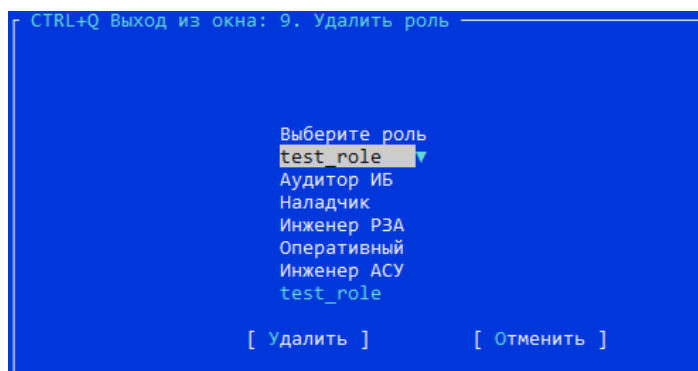 CTRL+Q Выход из окна: 9. Удалить роль
Выберите роль
test_role ▼
Аудитор ИБ
Наладчик
Инженер РЗА
Оперативный
Инженер АСУ
test_role
[ Удалить ] [ Отменить ]